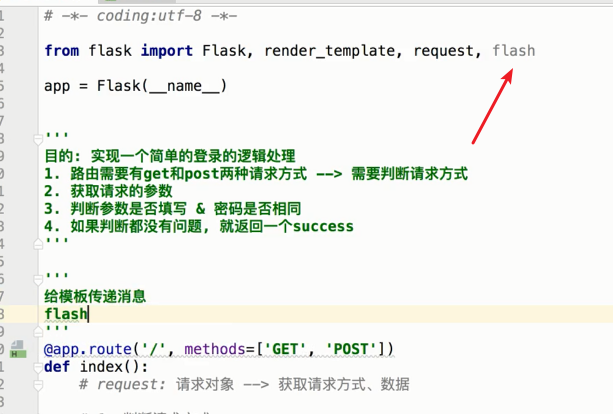 # -*- coding:utf-8 -*-
from flask import Flask, render_template, request, flash
app = Flask(__name__)
'''
目的: 实现一个简单的登录的逻辑处理
1. 路由需要有get和post两种请求方式 --> 需要判断请求方式
2. 获取请求的参数
3. 判断参数是否填写 & 密码是否相同
4. 如果判断都没有问题, 就返回一个success
'''
'''
给模板传递消息
flash
'''
@app.route('/', methods=['GET', 'POST'])
def index():
# request: 请求对象 --> 获取请求方式、数据